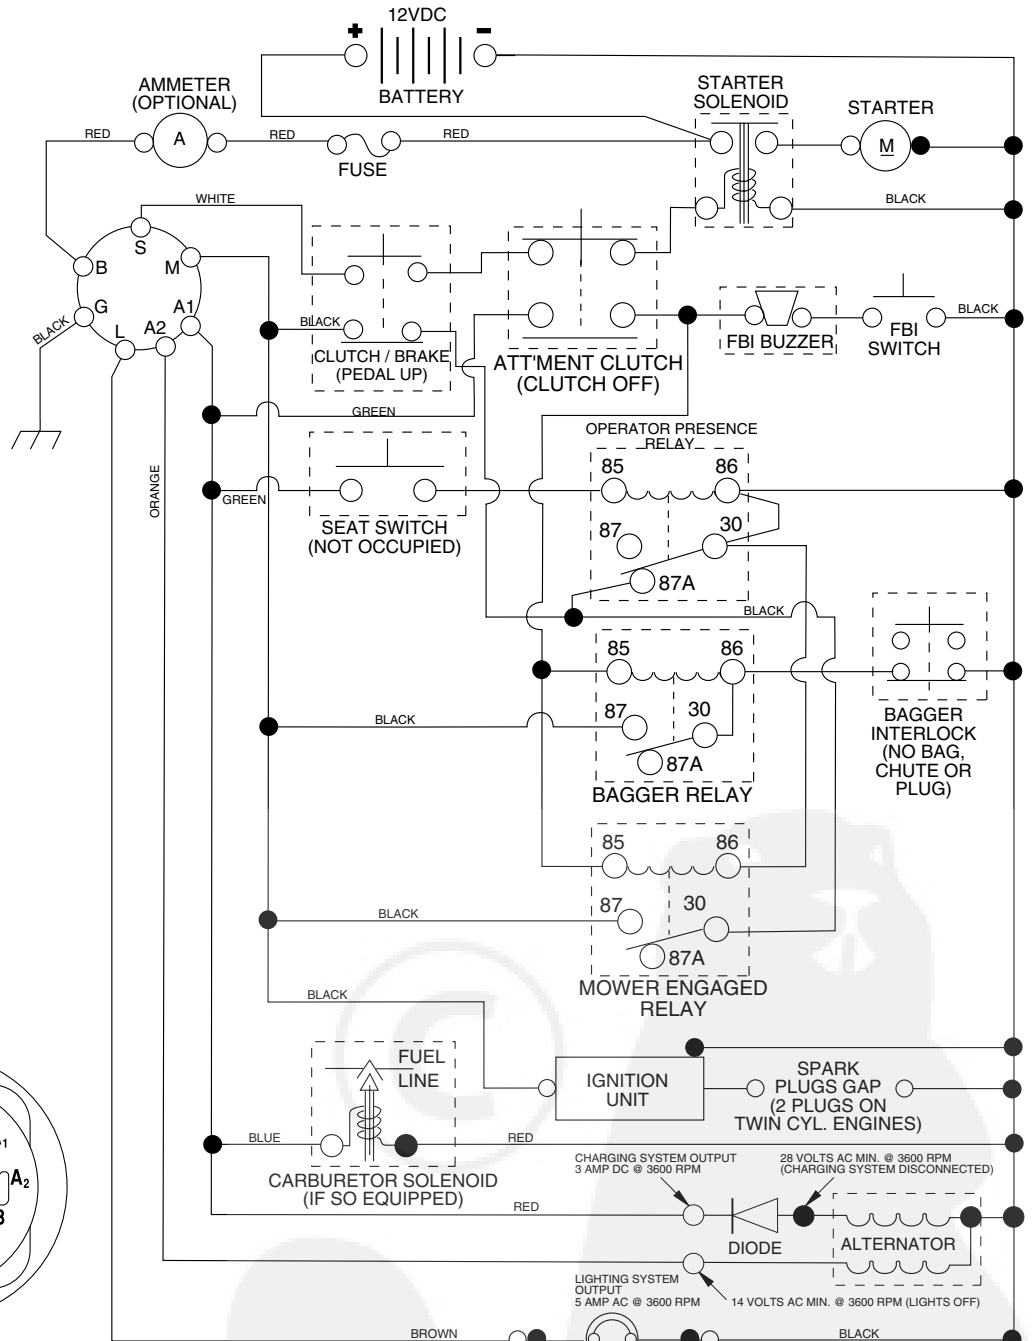 12VDC
+
-
BATTERY
AMMETER
(OPTIONAL)
RED
A
RED
FUSE
RED
STARTER
SOLENOID
STARTER
M
WHITE
BLACK
S
B
M
G
A1
L
A2
BLACK
BLACK
CLUTCH / BRAKE
(PEDAL UP)
ATT'MENT CLUTCH
(CLUTCH OFF)
FBI BUZZER
FBI
SWITCH
BLACK
GREEN
OPERATOR PRESENCE
RELAY
85
86
ORANGE
GREEN
SEAT SWITCH
(NOT OCCUPIED)
87
30
87A
BLACK
85
86
BLACK
87
30
87A
BAGGER RELAY
BAGGER
INTERLOCK
(NO BAG,
CHUTE OR
PLUG)
85
86
BLACK
87
30
87A
MOWER ENGAGED
RELAY
BLACK
C
FUEL
LINE
IGNITION
UNIT
SPARK
PLUGS GAP
(2 PLUGS ON
TWIN CYL. ENGINES)
BLUE
RED
CARBURETOR SOLENOID
(IF SO EQUIPPED)
CHARGING SYSTEM OUTPUT
3 AMP DC @ 3600 RPM
28 VOLTS AC MIN. @ 3600 RPM
(CHARGING SYSTEM DISCONNECTED)
RED
DIODE
ALTERNATOR
LIGHTING SYSTEM
OUTPUT
5 AMP AC @ 3600 RPM
14 VOLTS AC MIN. @ 3600 RPM (LIGHTS OFF)
BROWN
BLACK
A2